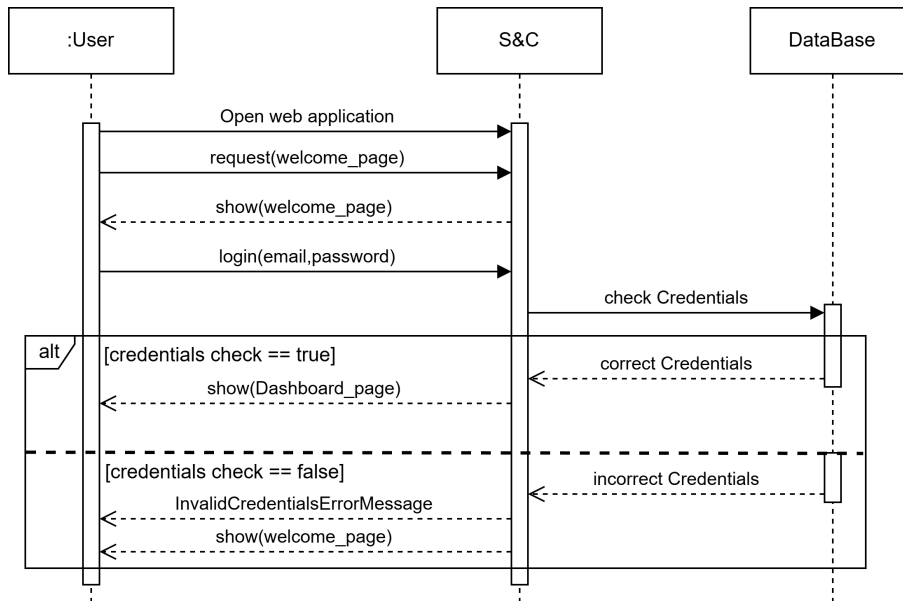 :User
S&C
DataBase
Open web application
request(welcome_page)
show(welcome_page)
login(email,password)
check Credentials
alt
[credentials check == true]
correct Credentials
show(Dashboard_page)
[credentials check == false]
incorrect Credentials
InvalidCredentialsErrorMessage
show(welcome_page)